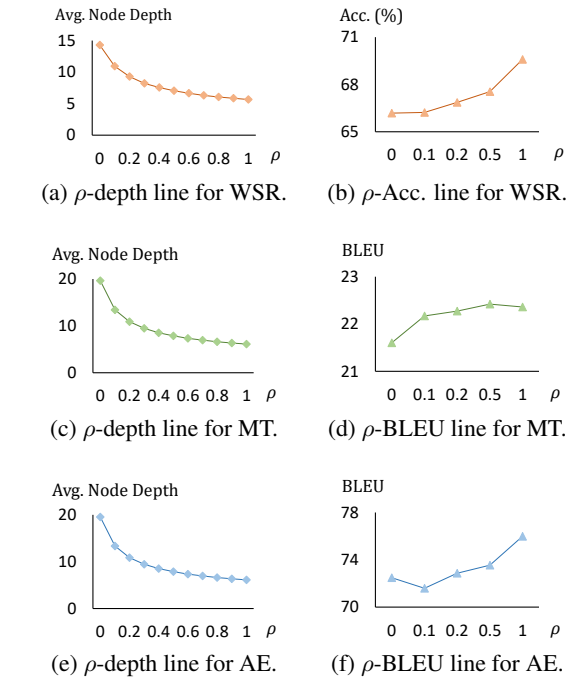 Avg. Node Depth
15
10
5
0
0 0.2 0.4 0.6 0.8 1 ρ
(a) ρ-depth line for WSR.
Acc. (%)
71
68
65
0 0.1 0.2 0.5 1 ρ
(b) ρ-Acc. line for WSR.
Avg. Node Depth
20
10
0
0 0.2 0.4 0.6 0.8 1 ρ
(c) ρ-depth line for MT.
BLEU
23
22
21
0 0.1 0.2 0.5 1 ρ
(d) ρ-BLEU line for MT.
Avg. Node Depth
20
10
0
0 0.2 0.4 0.6 0.8 1 ρ
(e) ρ-depth line for AE.
BLEU
78
74
70
0 0.1 0.2 0.5 1 ρ
(f) ρ-BLEU line for AE.